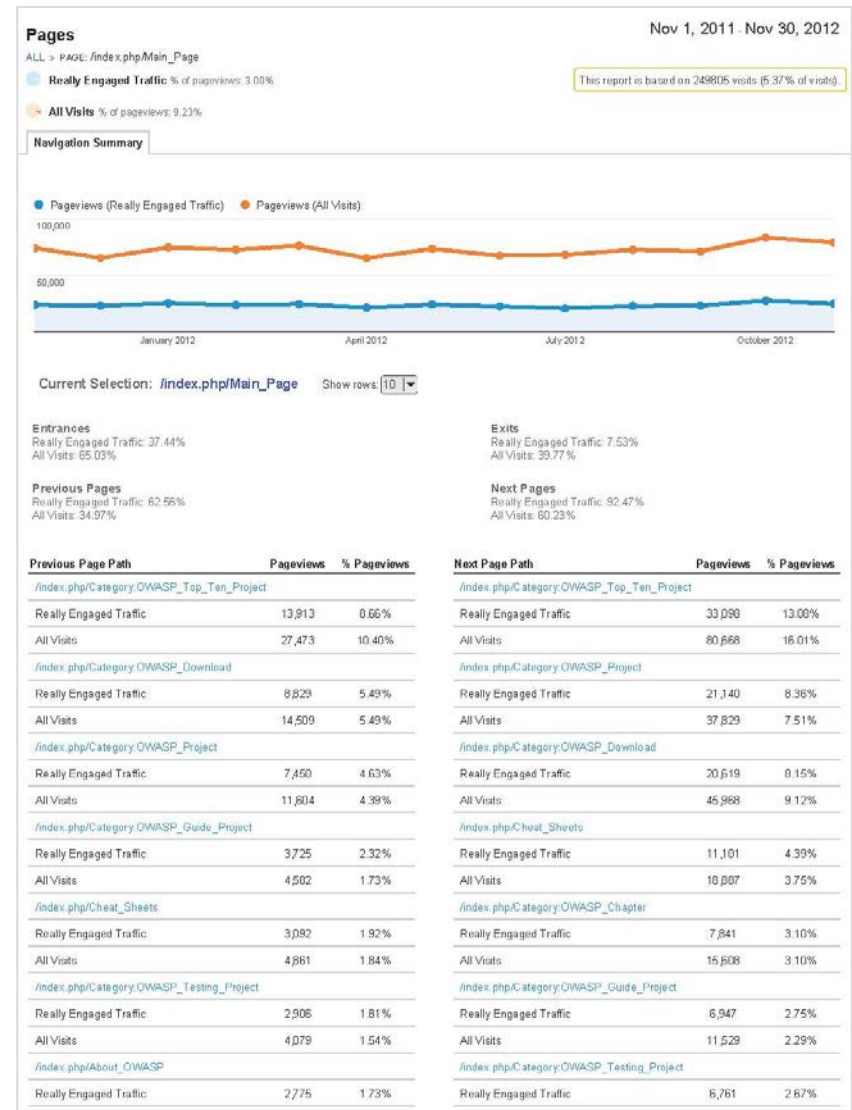 Pages
Nov 1, 2011 - Nov 30, 2012
ALL > PAGE: /index.php/Main_Page
Really Engaged Traffic % of pageviews: 3.00%
This report is based on 249805 visits (5.37% of visits).
All Visits % of pageviews: 9.23%
Navigation Summary
Pageviews (Really Engaged Traffic) Pageviews (All Visits)
100,000
50,000
January 2012 April 2012 July 2012 October 2012
Current Selection: /index.php/Main_Page Show rows: 10
Entrances
Really Engaged Traffic: 37.44%
All Visits: 65.03%
Exits
Really Engaged Traffic: 7.53%
All Visits: 39.77%
Previous Pages
Really Engaged Traffic: 62.56%
All Visits: 34.97%
Next Pages
Really Engaged Traffic: 92.47%
All Visits: 60.23%
Previous Page Path Pageviews % Pageviews
/index.php/Category:OWASP_Top_Ten_Project
Really Engaged Traffic 13,913 8.66%
All Visits 27,473 10.40%
/index.php/Category:OWASP_Download
Really Engaged Traffic 8,829 5.49%
All Visits 14,509 5.49%
/index.php/Category:OWASP_Project
Really Engaged Traffic 7,450 4.63%
All Visits 11,604 4.39%
/index.php/Category:OWASP_Guide_Project
Really Engaged Traffic 3,725 2.32%
All Visits 4,582 1.73%
/index.php/Cheat_Sheets
Really Engaged Traffic 3,092 1.92%
All Visits 4,861 1.84%
/index.php/Category:OWASP_Testing_Project
Really Engaged Traffic 2,906 1.81%
All Visits 4,079 1.54%
/index.php/About_OWASP
Really Engaged Traffic 2,775 1.73%
Next Page Path Pageviews % Pageviews
/index.php/Category:OWASP_Top_Ten_Project
Really Engaged Traffic 33,098 13.08%
All Visits 80,668 16.01%
/index.php/Category:OWASP_Project
Really Engaged Traffic 21,140 8.36%
All Visits 37,829 7.51%
/index.php/Category:OWASP_Download
Really Engaged Traffic 20,619 8.15%
All Visits 45,968 9.12%
/index.php/Cheat_Sheets
Really Engaged Traffic 11,101 4.39%
All Visits 18,887 3.75%
/index.php/Category:OWASP_Chapter
Really Engaged Traffic 7,841 3.10%
All Visits 15,608 3.10%
/index.php/Category:OWASP_Guide_Project
Really Engaged Traffic 6,947 2.75%
All Visits 11,529 2.29%
/index.php/Category:OWASP_Testing_Project
Really Engaged Traffic 6,761 2.67%